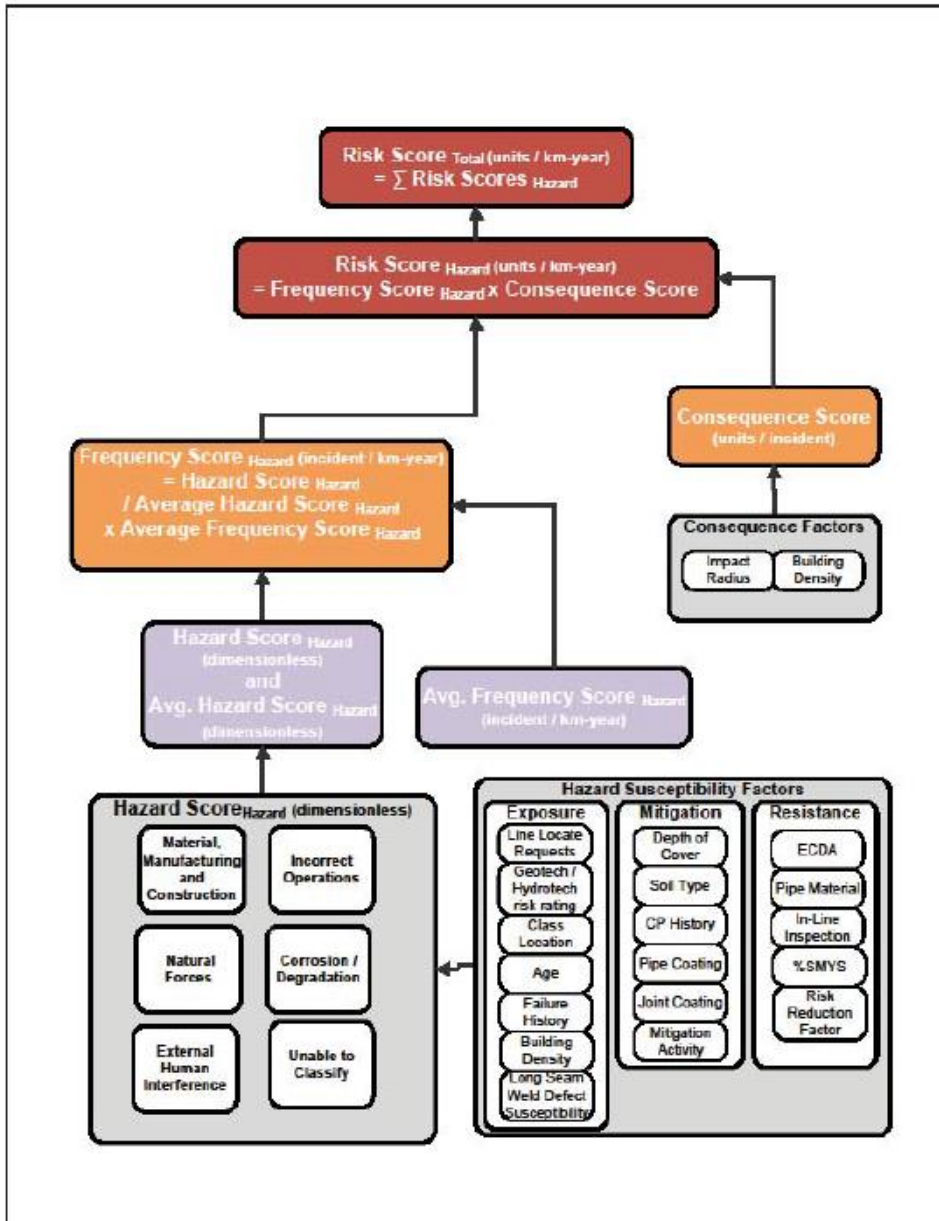 Risk Score Total (units / km-year)
= ∑ Risk Scores Hazard
Risk Score Hazard (units / km-year)
= Frequency Score Hazard x Consequence Score
Consequence Score
(units / incident)
Frequency Score Hazard (incident / km-year)
= Hazard Score Hazard
/ Average Hazard Score Hazard
x Average Frequency Score Hazard
Consequence Factors
Impact
Radius
Building
Density
Hazard Score Hazard
(dimensionless)
and
Avg. Hazard Score Hazard
(dimensionless)
Avg. Frequency Score Hazard
(incident / km-year)
Hazard Score Hazard (dimensionless)
Material,
Manufacturing
and
Construction
Incorrect
Operations
Natural
Forces
Corrosion /
Degradation
External
Human
Interference
Unable to
Classify
Hazard Susceptibility Factors
Exposure
Line Locate
Requests
Geotech /
Hydrotech
risk rating
Class
Location
Age
Failure
History
Building
Density
Long Seam
Weld Defect
Susceptibility
Mitigation
Depth of
Cover
Soil Type
CP History
Pipe Coating
Joint Coating
Mitigation
Activity
Resistance
ECDA
Pipe Material
In-Line
Inspection
%SMYS
Risk
Reduction
Factor